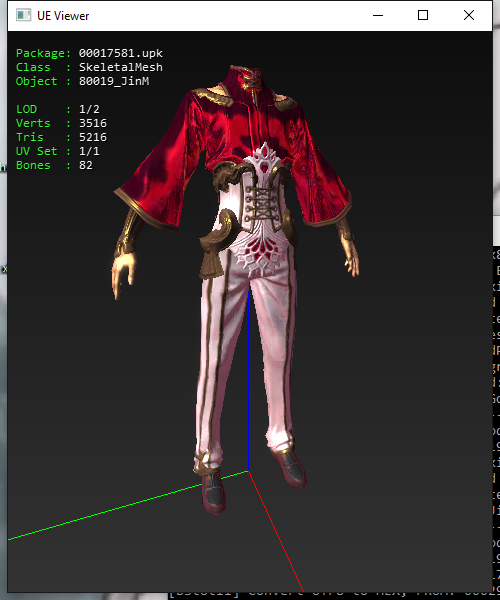 UE Viewer
Package: 00017581.upk
Class : SkeletalMesh
Object : 80019_JinM
LOD : 1/2
Verts : 3516
Tris : 5216
UV Set : 1/1
Bones : 82